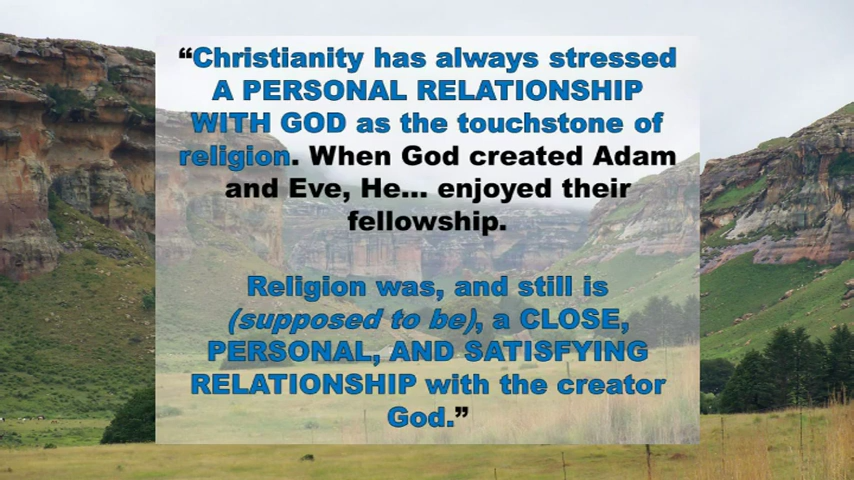 “Christianity has always stressed
A PERSONAL RELATIONSHIP
WITH GOD as the touchstone of
religion. When God created Adam
and Eve, He... enjoyed their
fellowship.
Religion was, and still is
(supposed to be), a CLOSE,
PERSONAL, AND SATISFYING
RELATIONSHIP with the creator
God.”